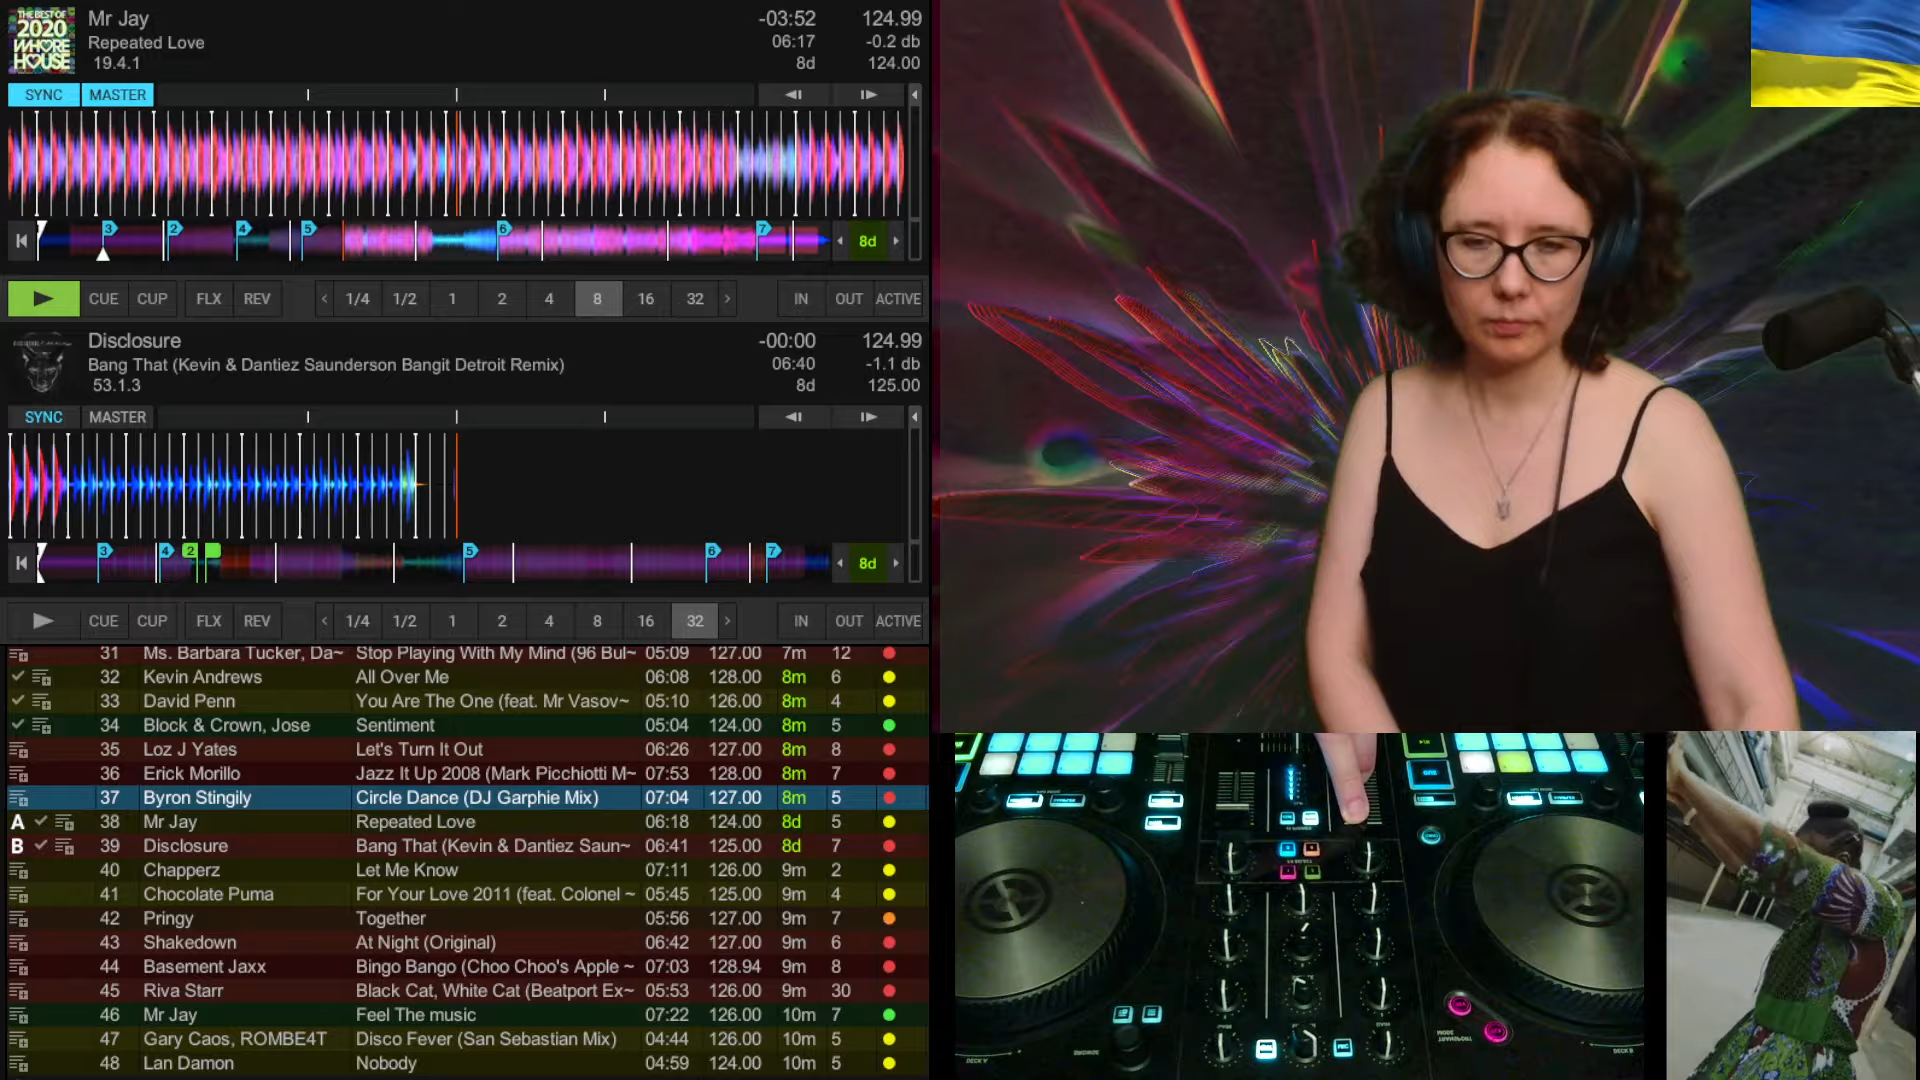 THE BEST OF
2020
WHORE
HOUSE
Mr Jay -03:52 124.99
Repeated Love 06:17 -0.2 db
19.4.1 8d 124.00
SYNC MASTER
3 2 4 5 6 7 8d
CUE CUP FLX REV 1/4 1/2 1 2 4 8 16 32 IN OUT ACTIVE
Disclosure -00:00 124.99
Bang That (Kevin & Dantiez Saunderson Bangit Detroit Remix) 06:40 -1.1 db
53.1.3 8d 125.00
SYNC MASTER
3 4 2 5 6 7 8d
CUE CUP FLX REV 1/4 1/2 1 2 4 8 16 32 IN OUT ACTIVE
31 Ms. Barbara Tucker, Da~ Stop Playing With My Mind (96 Bul~ 05:09 127.00 7m 12
32 Kevin Andrews All Over Me 06:08 128.00 8m 6
33 David Penn You Are The One (feat. Mr Vasov~ 05:10 126.00 8m 4
34 Block & Crown, Jose Sentiment 05:04 124.00 8m 5
35 Loz J Yates Let's Turn It Out 06:26 127.00 8m 8
36 Erick Morillo Jazz It Up 2008 (Mark Picchiotti M~ 07:53 128.00 8m 7
37 Byron Stingily Circle Dance (DJ Garphie Mix) 07:04 127.00 8m 5
A 38 Mr Jay Repeated Love 06:18 124.00 8d 5
B 39 Disclosure Bang That (Kevin & Dantiez Saun~ 06:41 125.00 8d 7
40 Chapperz Let Me Know 07:11 126.00 9m 2
41 Chocolate Puma For Your Love 2011 (feat. Colonel ~ 05:45 125.00 9m 4
42 Pringy Together 05:56 127.00 9m 7
43 Shakedown At Night (Original) 06:42 127.00 9m 6
44 Basement Jaxx Bingo Bango (Choo Choo's Apple ~ 07:03 128.94 9m 8
45 Riva Starr Black Cat, White Cat (Beatport Ex~ 05:53 126.00 9m 30
46 Mr Jay Feel The music 07:22 126.00 10m 7
47 Gary Caos, ROMBE4T Disco Fever (San Sebastian Mix) 04:44 126.00 10m 5
48 Lan Damon Nobody 04:59 124.00 10m 5